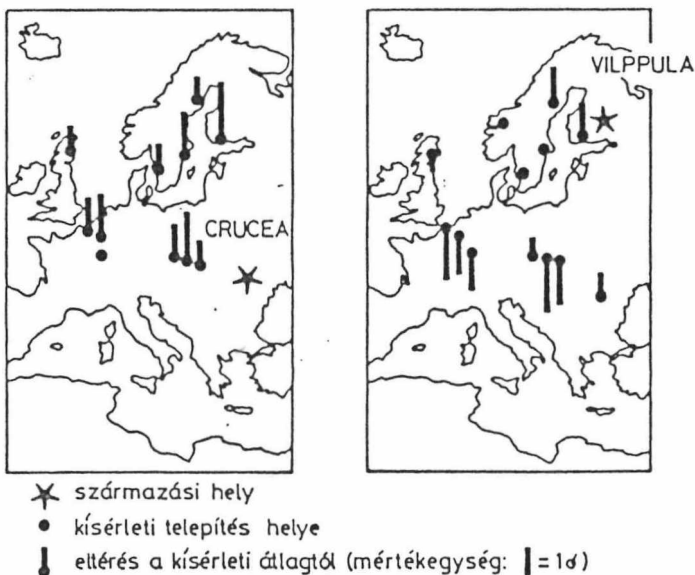 VILPPULA
CRUCEA
származási hely
kísérleti telepítés helye
eltérés a kísérleti átlagtól (mértékegység: = 1σ)